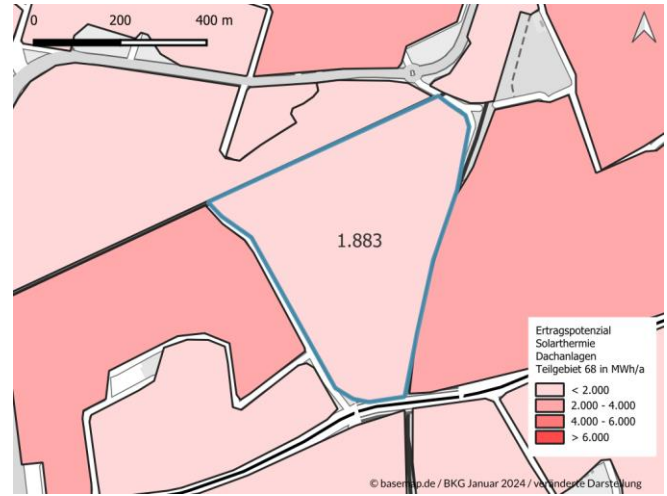 0 200 400 m
1.883
Ertragspotenzial
Solarthermie
Dachanlagen
Teilgebiet 68 in MWh/a
< 2.000
2.000 - 4.000
4.000 - 6.000
> 6.000
© basemap.de / BKG Januar 2024 / veränderte Darstellung